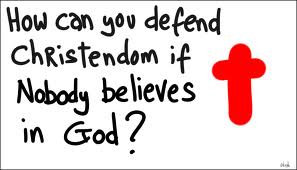 How can you defend
Christendom if
Nobody believes
in God?